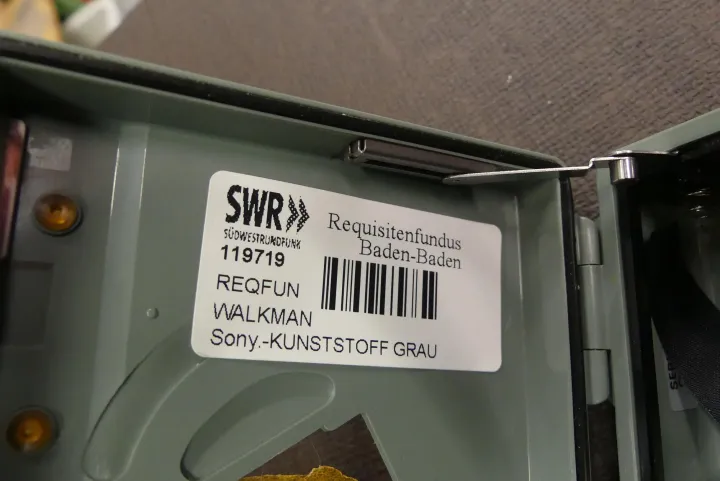 SWR
SÜDWESTRUNDFUNK
119719
Requisitenfundus
Baden-Baden
REQFUN
WALKMAN
Sony.-KUNSTSTOFF GRAU